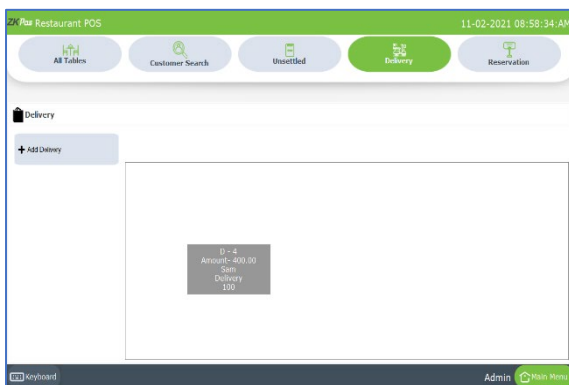 ZKPos Restaurant POS 11-02-2021 08:58:34:AM
All Tables Customer Search Unsettled Delivery Reservation
Delivery
+ Add Delivery
D - 4
Amount- 400.00
Sam
Delivery
100
Keyboard Admin Main Menu